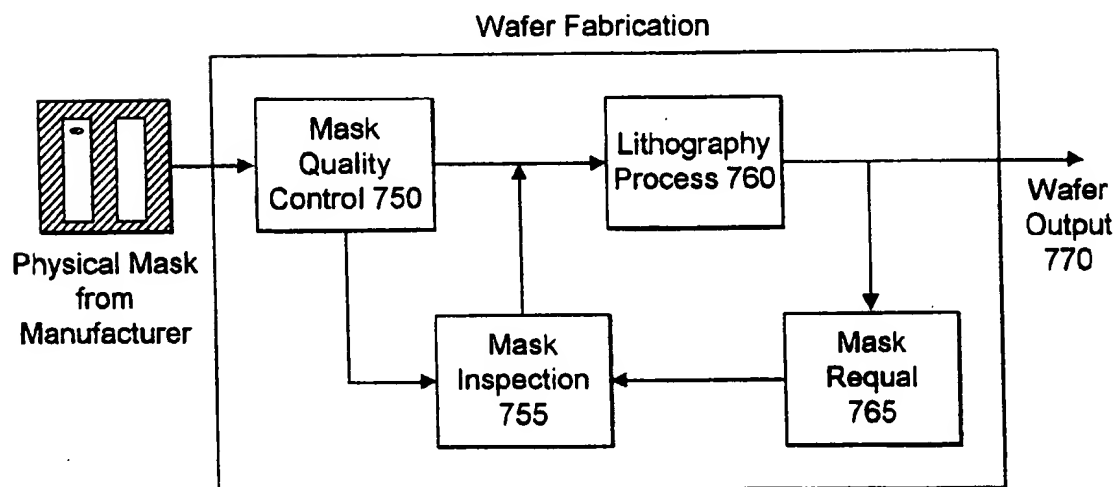 Wafer Fabrication
Mask
Quality
Control 750
Lithography
Process 760
Wafer
Output
770
Physical Mask
from
Manufacturer
Mask
Inspection
755
Mask
Requal
765